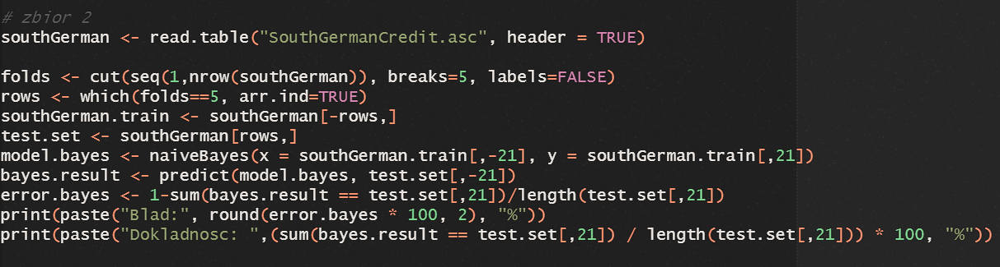 # zbior 2
southGerman <- read.table("SouthGermanCredit.asc", header = TRUE)
folds <- cut(seq(1,nrow(southGerman)), breaks=5, labels=FALSE)
rows <- which(folds==5, arr.ind=TRUE)
southGerman.train <- southGerman[-rows,]
test.set <- southGerman[rows,]
model.bayes <- naiveBayes(x = southGerman.train[,-21], y = southGerman.train[,21])
bayes.result <- predict(model.bayes, test.set[,-21])
error.bayes <- 1-sum(bayes.result == test.set[,21])/length(test.set[,21])
print(paste("Blad:", round(error.bayes * 100, 2), "%"))
print(paste("Dokladnosc: ",(sum(bayes.result == test.set[,21]) / length(test.set[,21])) * 100, "%"))